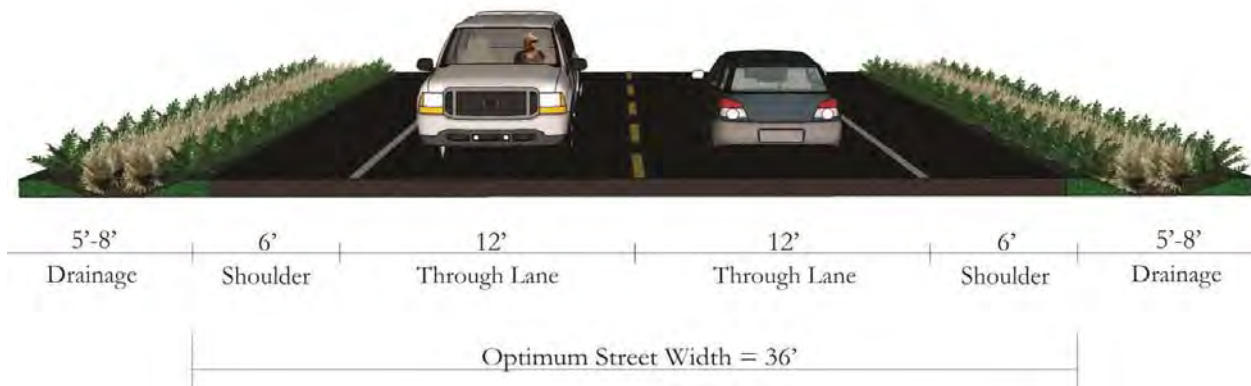 5’-8’ 6’ 12’ 12’ 6’ 5’-8’
Drainage Shoulder Through Lane Through Lane Shoulder Drainage
Optimum Street Width = 36’